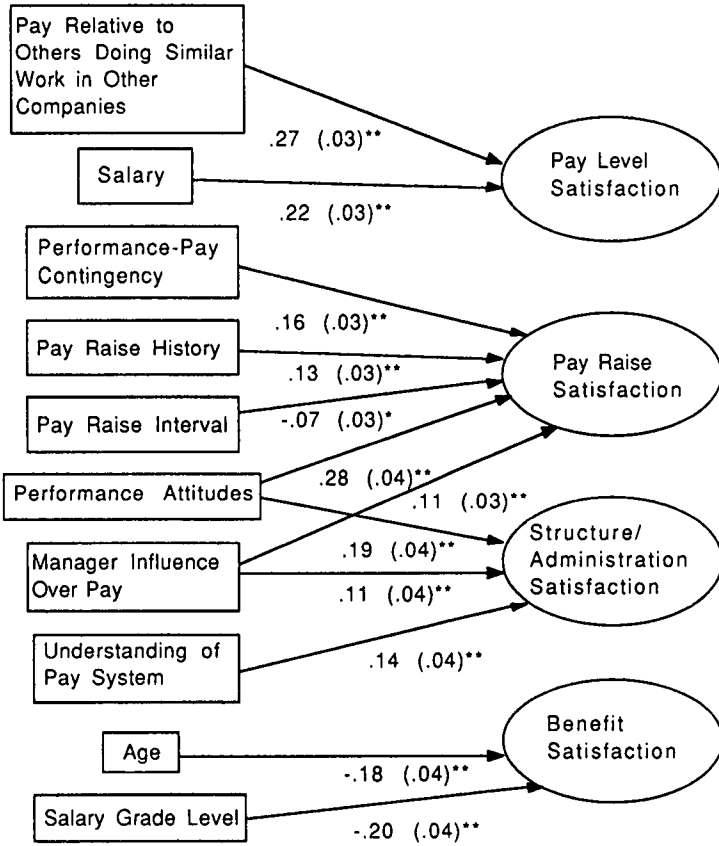 Pay Relative to
Others Doing Similar
Work in Other
Companies
.27 (.03)**
Pay Level
Satisfaction
Salary
.22 (.03)**
Performance-Pay
Contingency
.16 (.03)**
Pay Raise History
.13 (.03)**
Pay Raise
Satisfaction
Pay Raise Interval
-.07 (.03)*
Performance Attitudes
.28 (.04)**
.11 (.03)**
Structure/
Administration
Satisfaction
Manager Influence
Over Pay
.19 (.04)**
.11 (.04)**
Understanding of
Pay System
.14 (.04)**
Benefit
Satisfaction
Age
-.18 (.04)**
Salary Grade Level
-.20 (.04)**